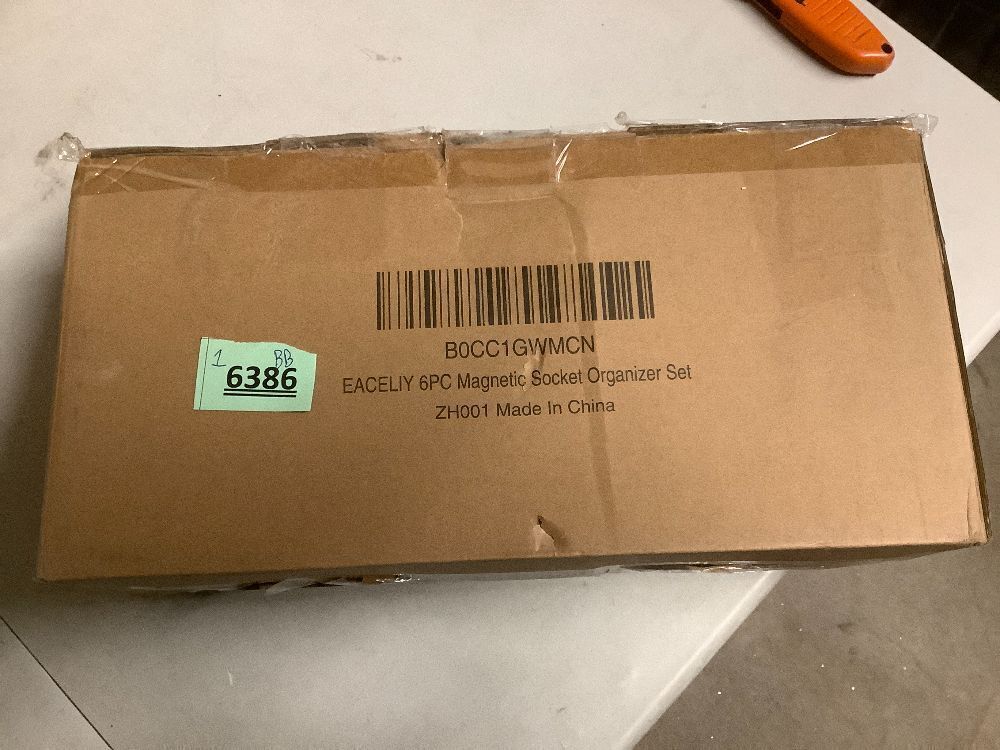 B0CC1GWMCN
EACELIY 6PC Magnetic Socket Organizer Set
ZH001 Made In China
1 BB
6386